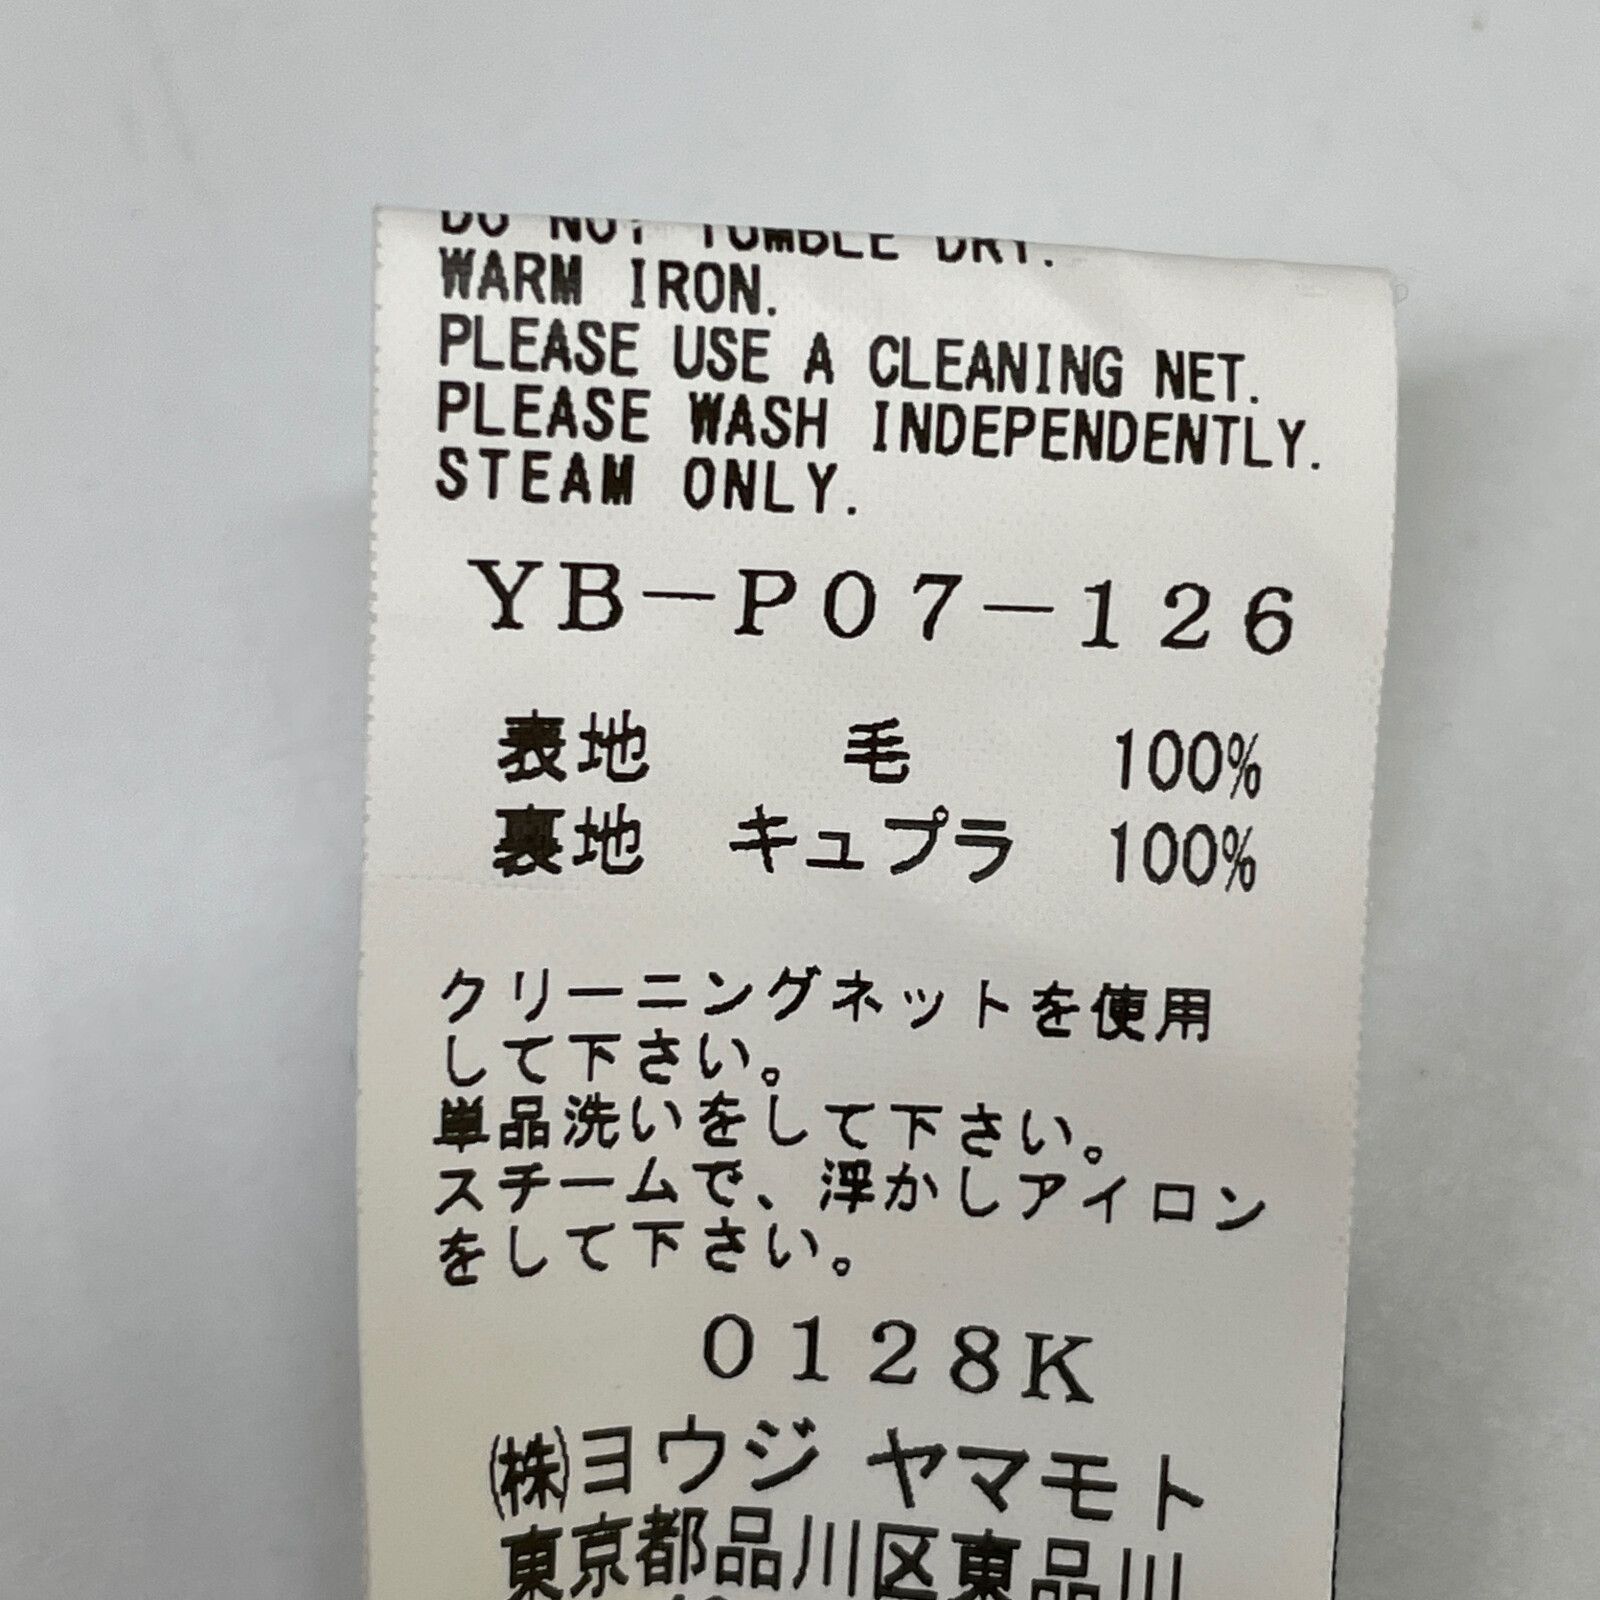 DO NOT TUMBLE DRY.
WARM IRON.
PLEASE USE A CLEANING NET.
PLEASE WASH INDEPENDENTLY.
STEAM ONLY.
YB-P07-126
表地 毛 100%
裏地 キュプラ 100%
クリーニングネットを使用
して下さい。
単品洗いをして下さい。
スチームで、浮かしアイロン
をして下さい。
0128K
(株)ヨウジ ヤマモト
東京都品川区東品川